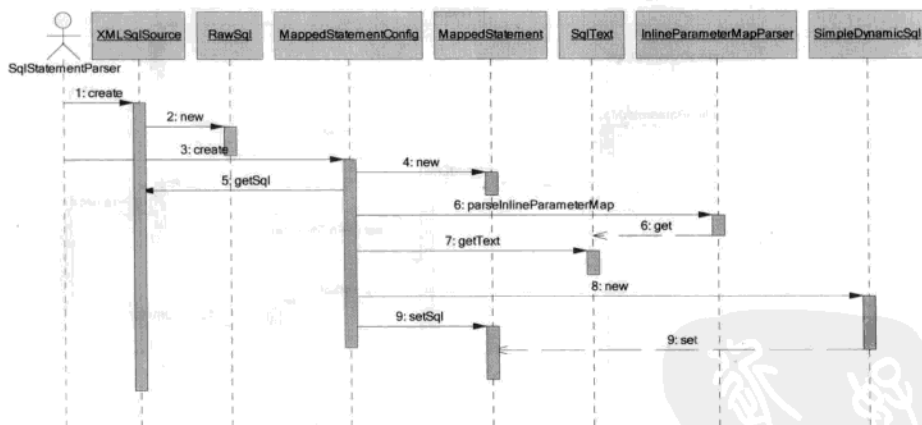 XMLSqlSource
RawSql
MappedStatementConfig
MappedStatement
SqlText
InlineParameterMapParser
SimpleDynamicSql
SqlStatementParser
1: create
2: new
3: create
4: new
5: getSql
6: parseInlineParameterMap
6: get
7: getText
8: new
9: setSql
9: set